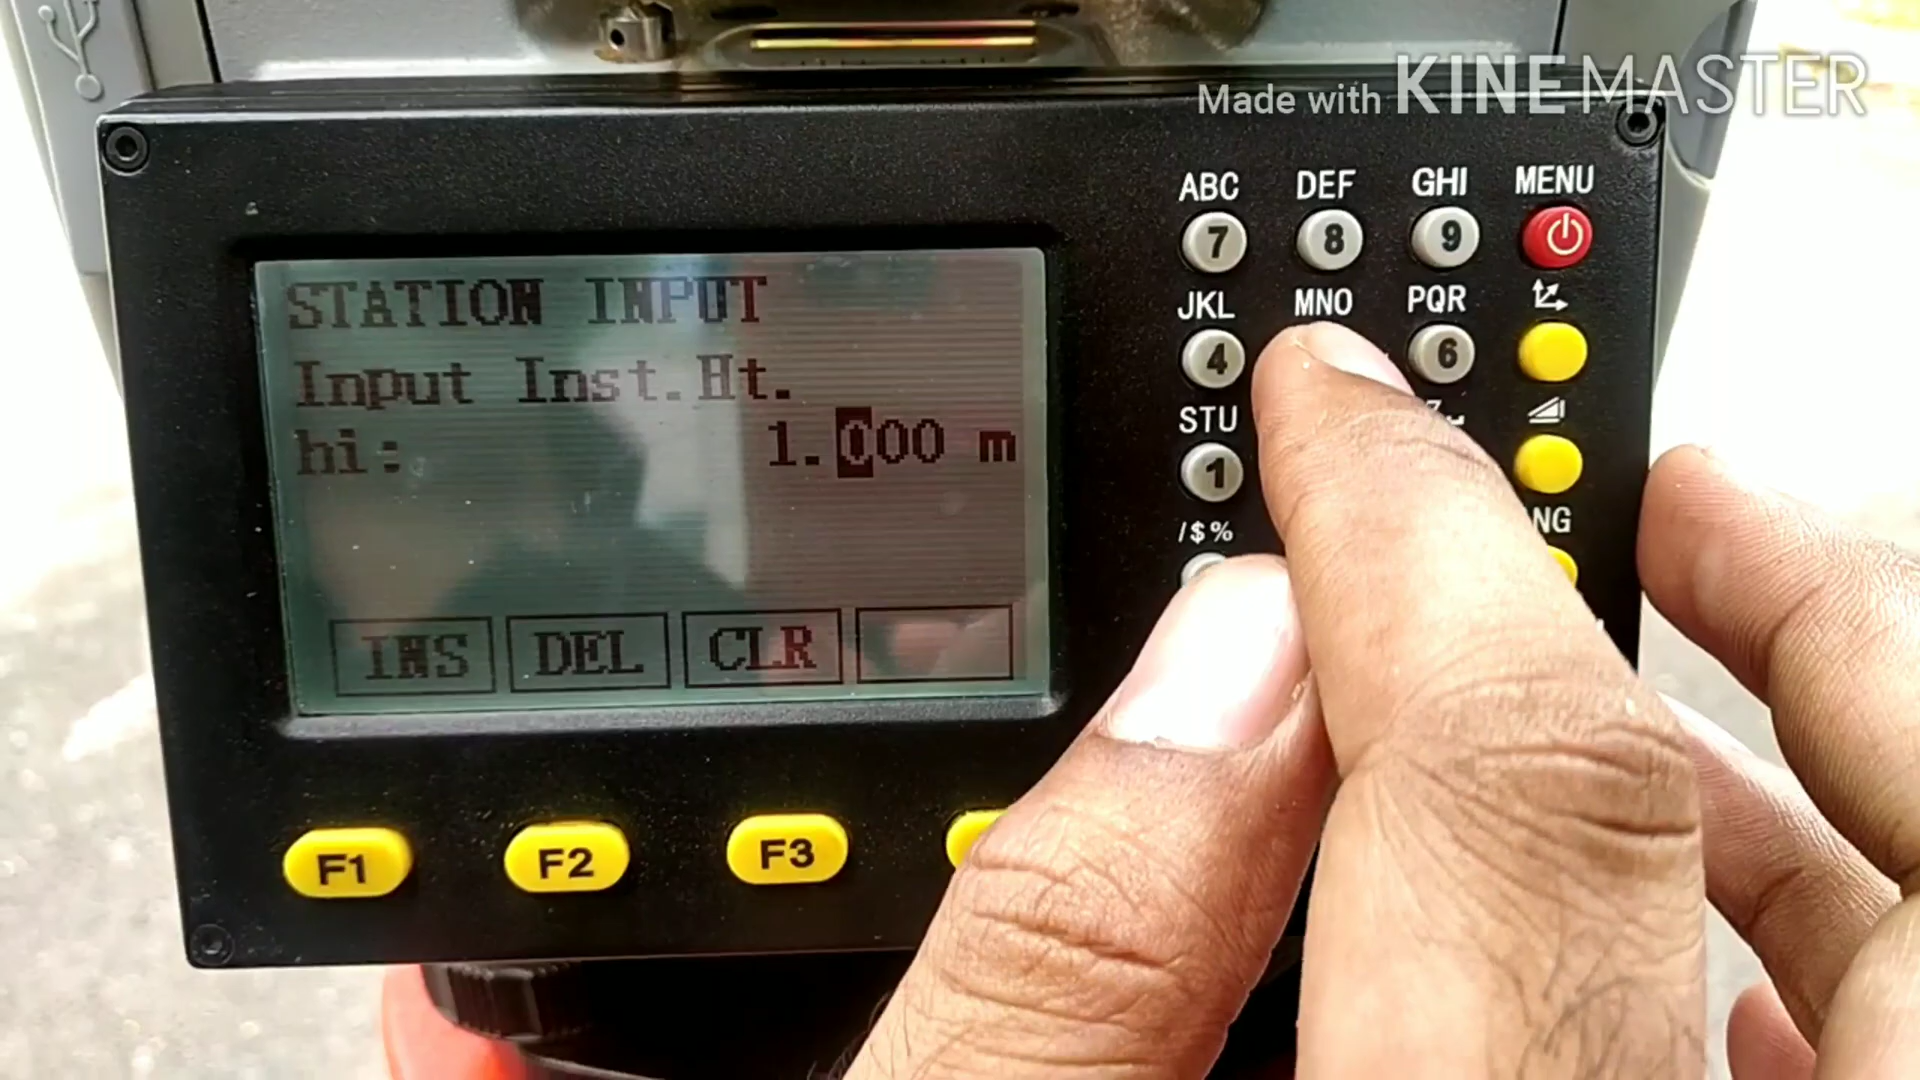 Made with KINEMASTER
ABC DEF GHI MENU
7 8 9
JKL MNO PQR
4 6
STU
1
/$%
STATION INPUT
Input Inst.Ht.
hi: 1.000 m
INS DEL CLR
F1 F2 F3